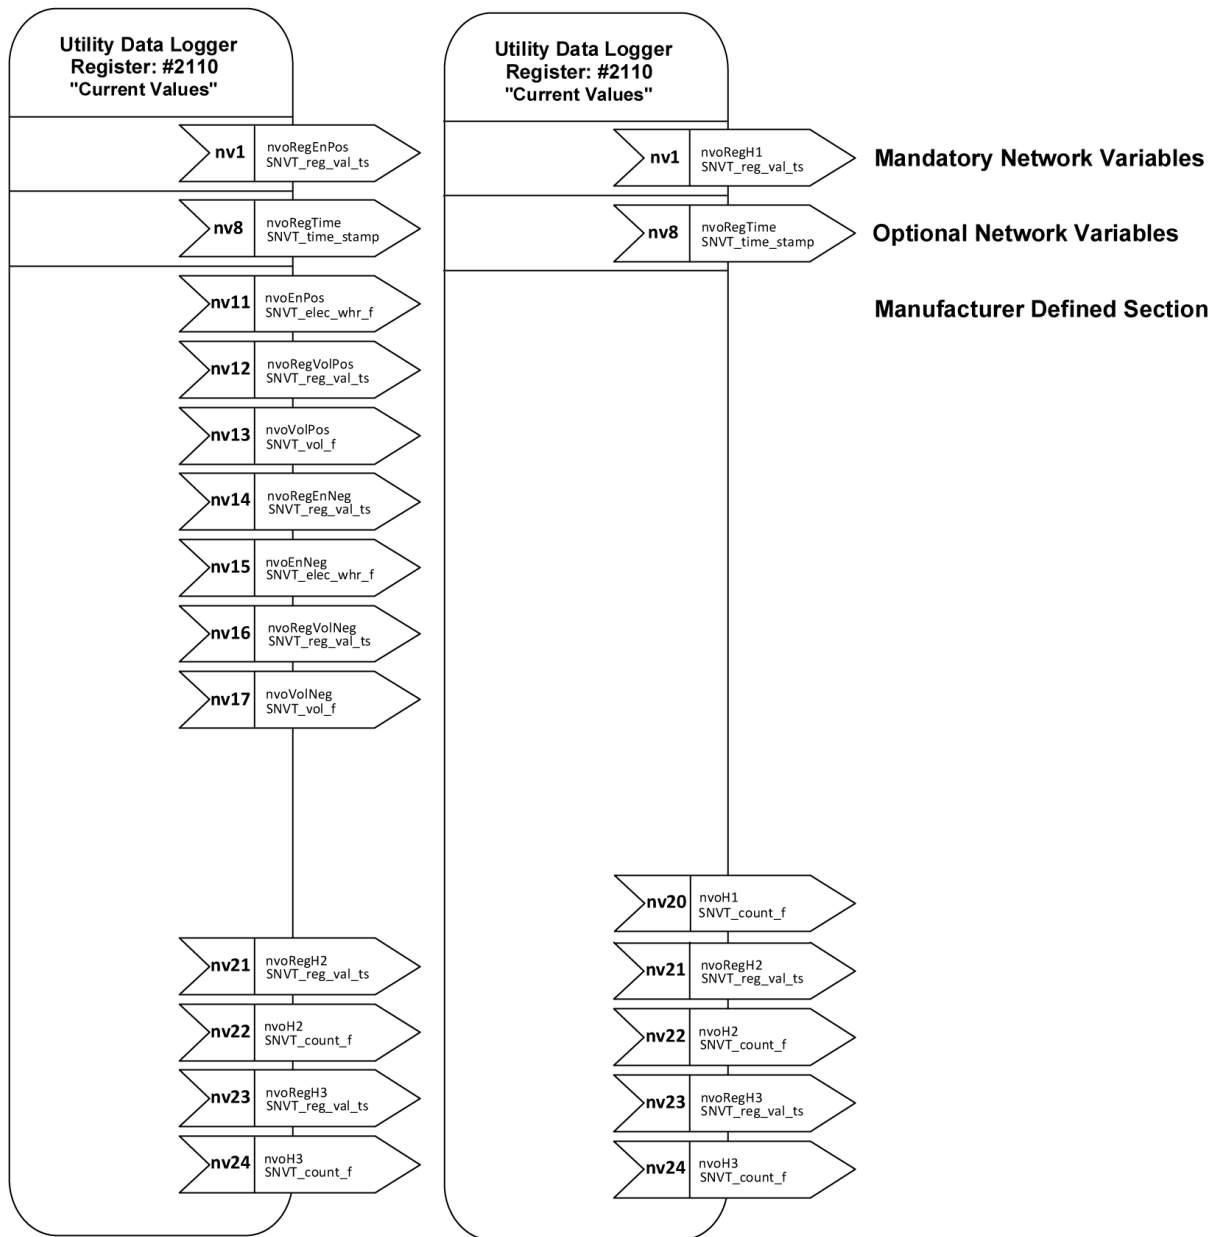 Utility Data Logger
Register: #2110
"Current Values"
nv1
nvoRegEnPos
SNVT_reg_val_ts
nv8
nvoRegTime
SNVT_time_stamp
nv11
nvoEnPos
SNVT_elec_whr_f
nv12
nvoRegVolPos
SNVT_reg_val_ts
nv13
nvoVolPos
SNVT_vol_f
nv14
nvoRegEnNeg
SNVT_reg_val_ts
nv15
nvoEnNeg
SNVT_elec_whr_f
nv16
nvoRegVolNeg
SNVT_reg_val_ts
nv17
nvoVolNeg
SNVT_vol_f
nv21
nvoRegH2
SNVT_reg_val_ts
nv22
nvoH2
SNVT_count_f
nv23
nvoRegH3
SNVT_reg_val_ts
nv24
nvoH3
SNVT_count_f
Utility Data Logger
Register: #2110
"Current Values"
nv1
nvoRegH1
SNVT_reg_val_ts
Mandatory Network Variables
nv8
nvoRegTime
SNVT_time_stamp
Optional Network Variables
Manufacturer Defined Section
nv20
nvoH1
SNVT_count_f
nv21
nvoRegH2
SNVT_reg_val_ts
nv22
nvoH2
SNVT_count_f
nv23
nvoRegH3
SNVT_reg_val_ts
nv24
nvoH3
SNVT_count_f